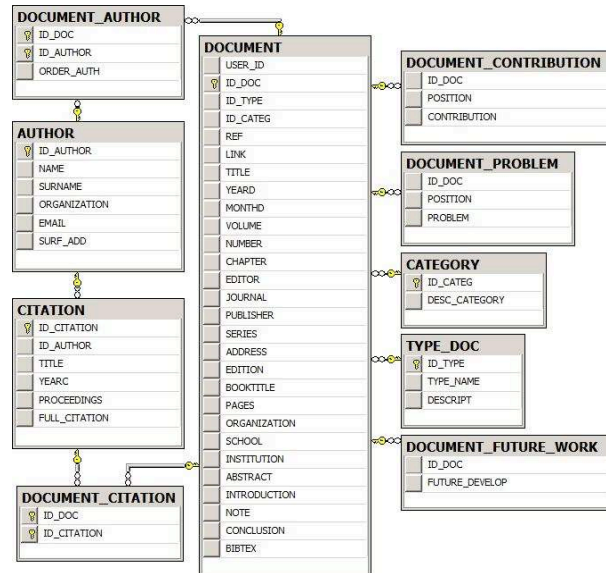 DOCUMENT_AUTHOR
ID_DOC
ID_AUTHOR
ORDER_AUTH
AUTHOR
ID_AUTHOR
NAME
SURNAME
ORGANIZATION
EMAIL
SURF_ADD
CITATION
ID_CITATION
ID_AUTHOR
TITLE
YEARC
PROCEEDINGS
FULL_CITATION
DOCUMENT_CITATION
ID_DOC
ID_CITATION
DOCUMENT
USER_ID
ID_DOC
ID_TYPE
ID_CATEG
REF
LINK
TITLE
YEARD
MONTHD
VOLUME
NUMBER
CHAPTER
EDITOR
JOURNAL
PUBLISHER
SERIES
ADDRESS
EDITION
BOOKTITLE
PAGES
ORGANIZATION
SCHOOL
INSTITUTION
ABSTRACT
INTRODUCTION
NOTE
CONCLUSION
BIBTEX
DOCUMENT_CONTRIBUTION
ID_DOC
POSITION
CONTRIBUTION
DOCUMENT_PROBLEM
ID_DOC
POSITION
PROBLEM
CATEGORY
ID_CATEG
DESC_CATEGORY
TYPE_DOC
ID_TYPE
TYPE_NAME
DESCRIPT
DOCUMENT_FUTURE_WORK
ID_DOC
FUTURE_DEVELOP